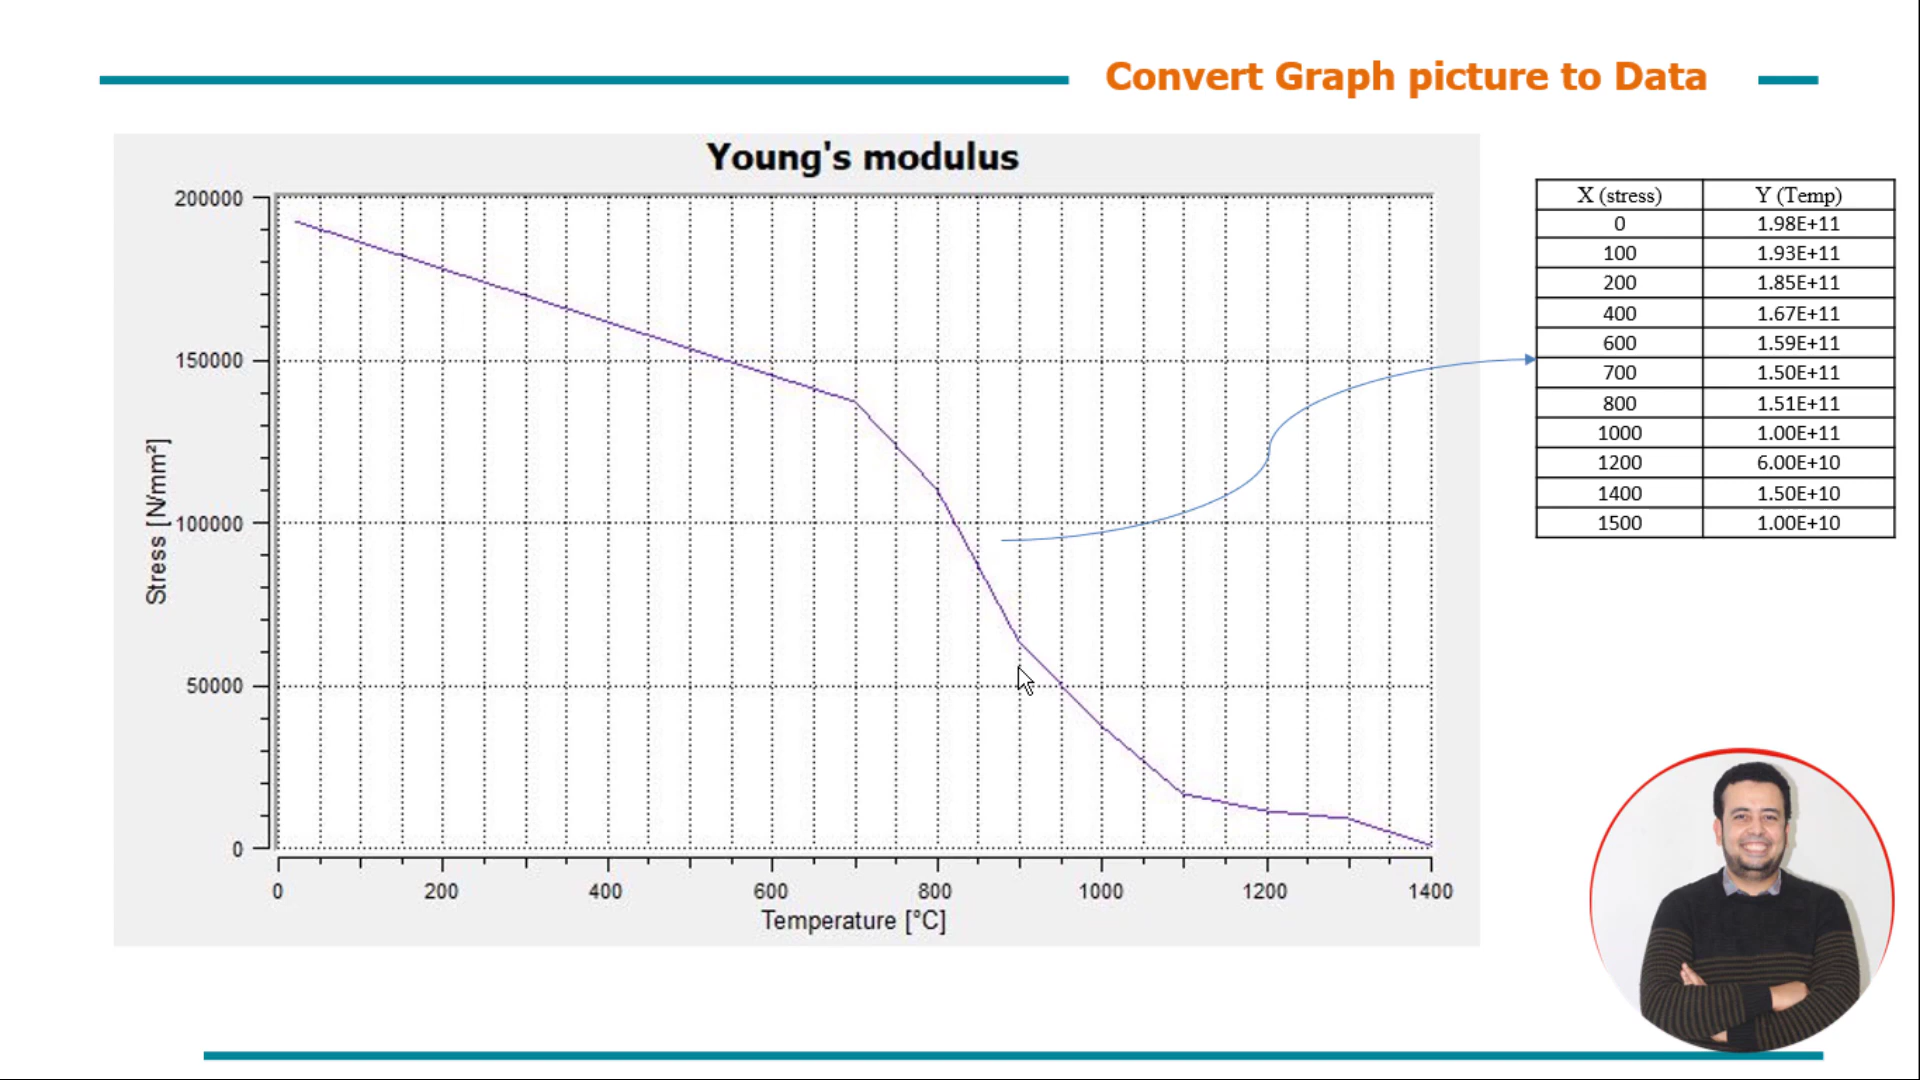 Convert Graph picture to Data
Young's modulus
200000
150000
100000
50000
0
Stress [N/mm²]
0 200 400 600 800 1000 1200 1400
Temperature [°C]
X (stress) Y (Temp)
0 1.98E+11
100 1.93E+11
200 1.85E+11
400 1.67E+11
600 1.59E+11
700 1.50E+11
800 1.51E+11
1000 1.00E+11
1200 6.00E+10
1400 1.50E+10
1500 1.00E+10